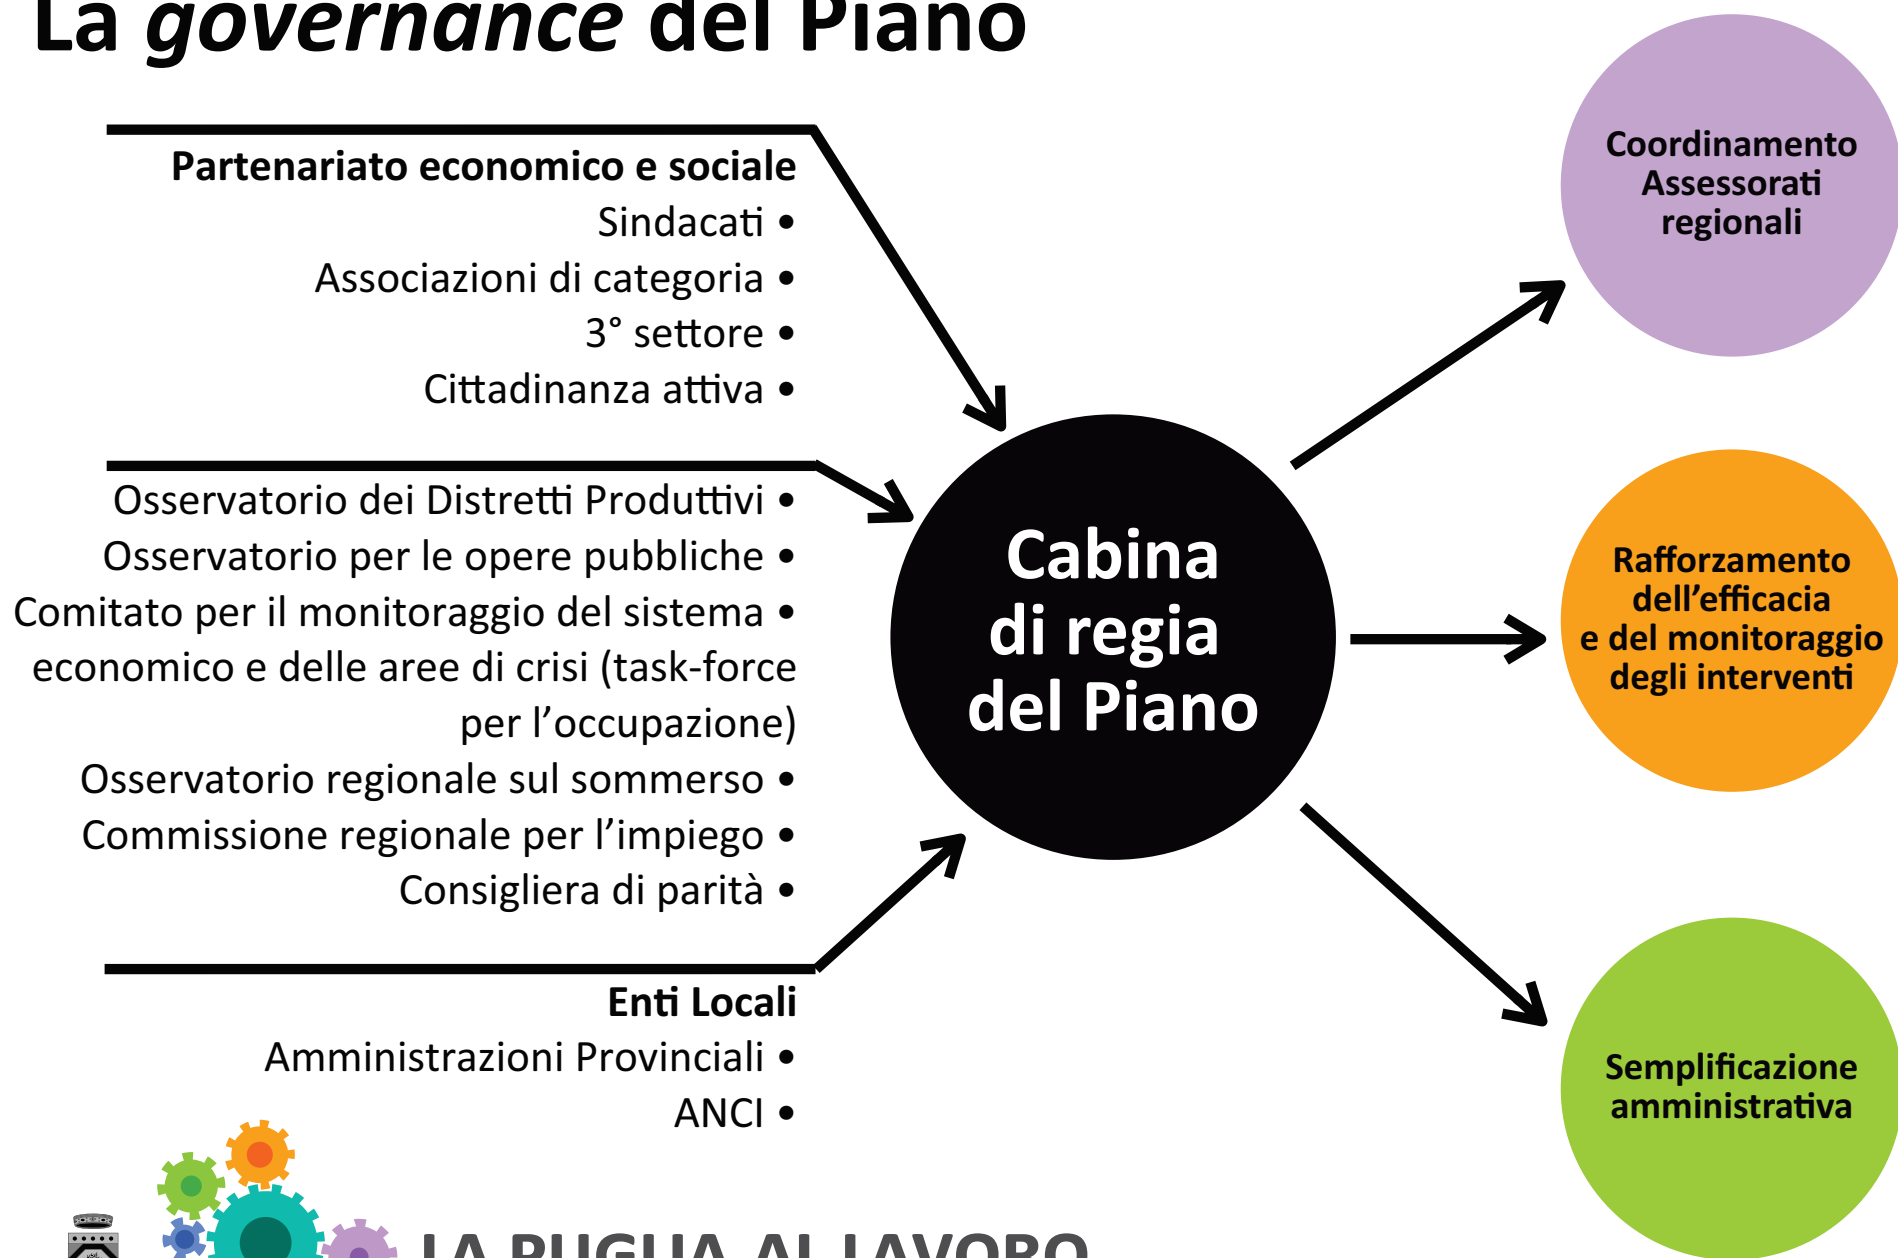 La governance del Piano
Partenariato economico e sociale
Sindacati •
Associazioni di categoria •
3° settore •
Cittadinanza attiva •
Osservatorio dei Distretti Produttivi •
Osservatorio per le opere pubbliche •
Comitato per il monitoraggio del sistema •
economico e delle aree di crisi (task-force
per l’occupazione)
Osservatorio regionale sul sommerso •
Commissione regionale per l’impiego •
Consigliera di parità •
Enti Locali
Amministrazioni Provinciali •
ANCI •
Cabina
di regia
del Piano
Coordinamento
Assessorati
regionali
Rafforzamento
dell’efficacia
e del monitoraggio
degli interventi
Semplificazione
amministrativa
LA PUGLIA AL LAVORO